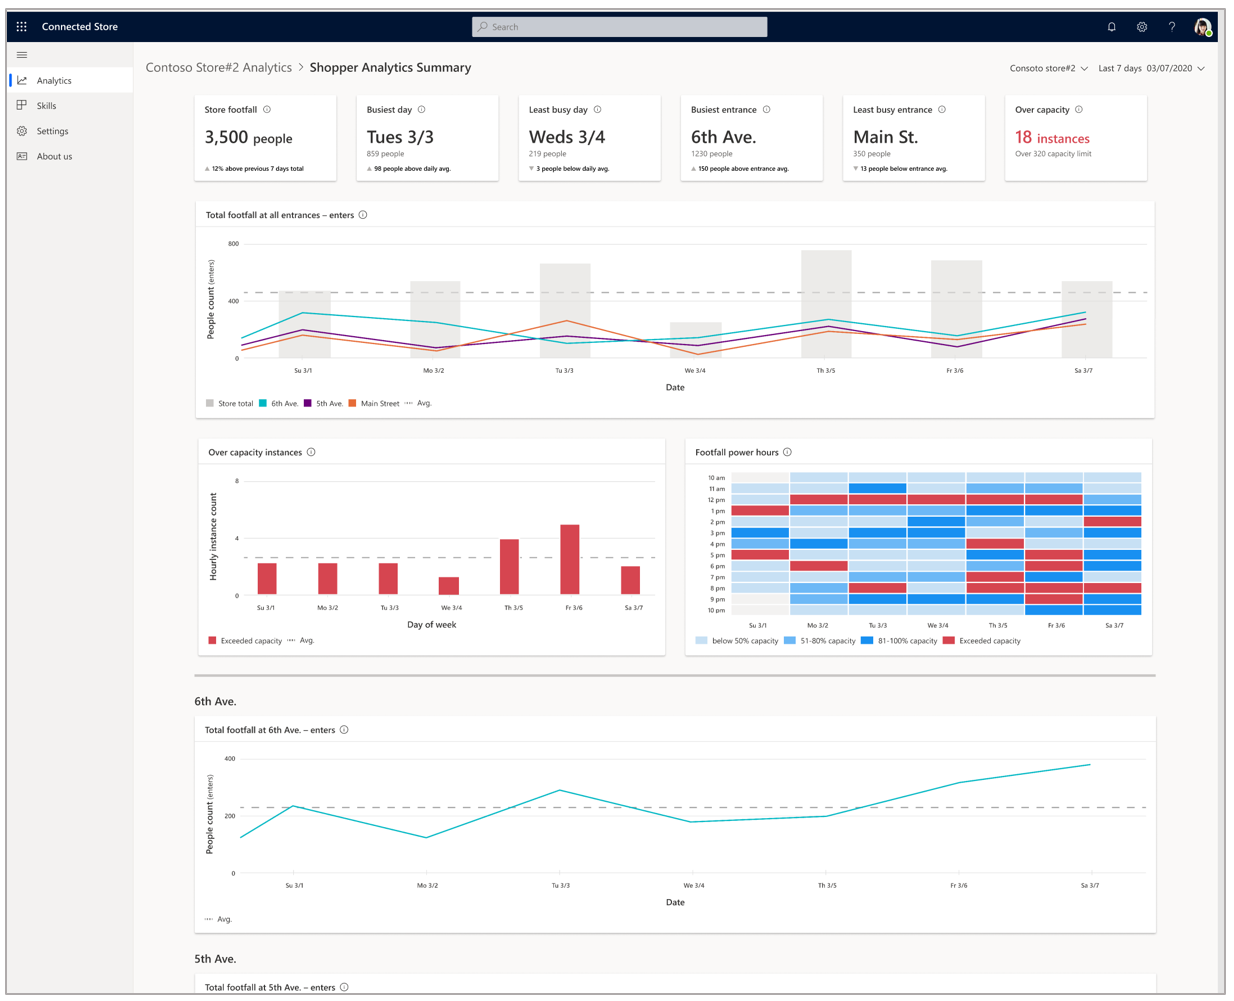 Connected Store
Search
?
Analytics
Skills
Settings
About us
Contoso Store#2 Analytics > Shopper Analytics Summary
Consoto store#2
Last 7 days 03/07/2020
Store footfall
3,500 people
12% above previous 7 days total
Busiest day
Tues 3/3
859 people
98 people above daily avg.
Least busy day
Weds 3/4
219 people
3 people below daily avg.
Busiest entrance
6th Ave.
1230 people
150 people above entrance avg.
Least busy entrance
Main St.
350 people
13 people below entrance avg.
Over capacity
18 instances
Over 320 capacity limit
Total footfall at all entrances – enters
People count (enters)
800
400
0
Su 3/1 Mo 3/2 Tu 3/3 We 3/4 Th 3/5 Fr 3/6 Sa 3/7
Date
Store total 6th Ave. 5th Ave. Main Street Avg.
Over capacity instances
Hourly instance count
8
4
0
Su 3/1 Mo 3/2 Tu 3/3 We 3/4 Th 3/5 Fr 3/6 Sa 3/7
Day of week
Exceeded capacity Avg.
Footfall power hours
10 am
11 am
12 pm
1 pm
2 pm
3 pm
4 pm
5 pm
6 pm
7 pm
8 pm
9 pm
10 pm
Su 3/1 Mo 3/2 Tu 3/3 We 3/4 Th 3/5 Fr 3/6 Sa 3/7
below 50% capacity 51-80% capacity 81-100% capacity Exceeded capacity
6th Ave.
Total footfall at 6th Ave. – enters
People count (enters)
400
200
0
Su 3/1 Mo 3/2 Tu 3/3 We 3/4 Th 3/5 Fr 3/6 Sa 3/7
Date
Avg.
5th Ave.
Total footfall at 5th Ave. – enters